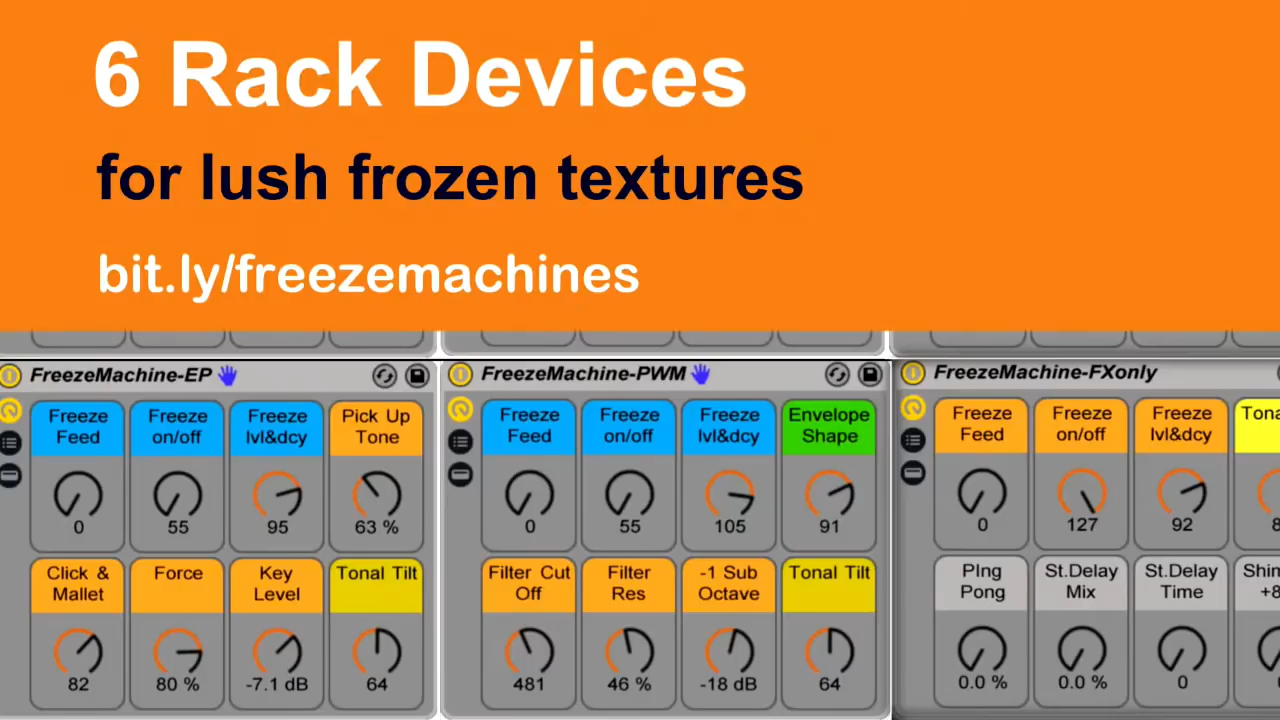 6 Rack Devices
for lush frozen textures
bit.ly/freezemachines
FreezeMachine-EP
Freeze Feed
Freeze on/off
Freeze lvl&dcy
Pick Up Tone
0
55
95
63 %
Click & Mallet
Force
Key Level
Tonal Tilt
82
80 %
-7.1 dB
64
FreezeMachine-PWM
Freeze Feed
Freeze on/off
Freeze lvl&dcy
Envelope Shape
0
55
105
91
Filter Cut Off
Filter Res
-1 Sub Octave
Tonal Tilt
481
46 %
-18 dB
64
FreezeMachine-FXonly
Freeze Feed
Freeze on/off
Freeze lvl&dcy
Tona
0
127
92
8
PIng Pong
St.Delay Mix
St.Delay Time
Shim +8
0.0 %
0.0 %
0